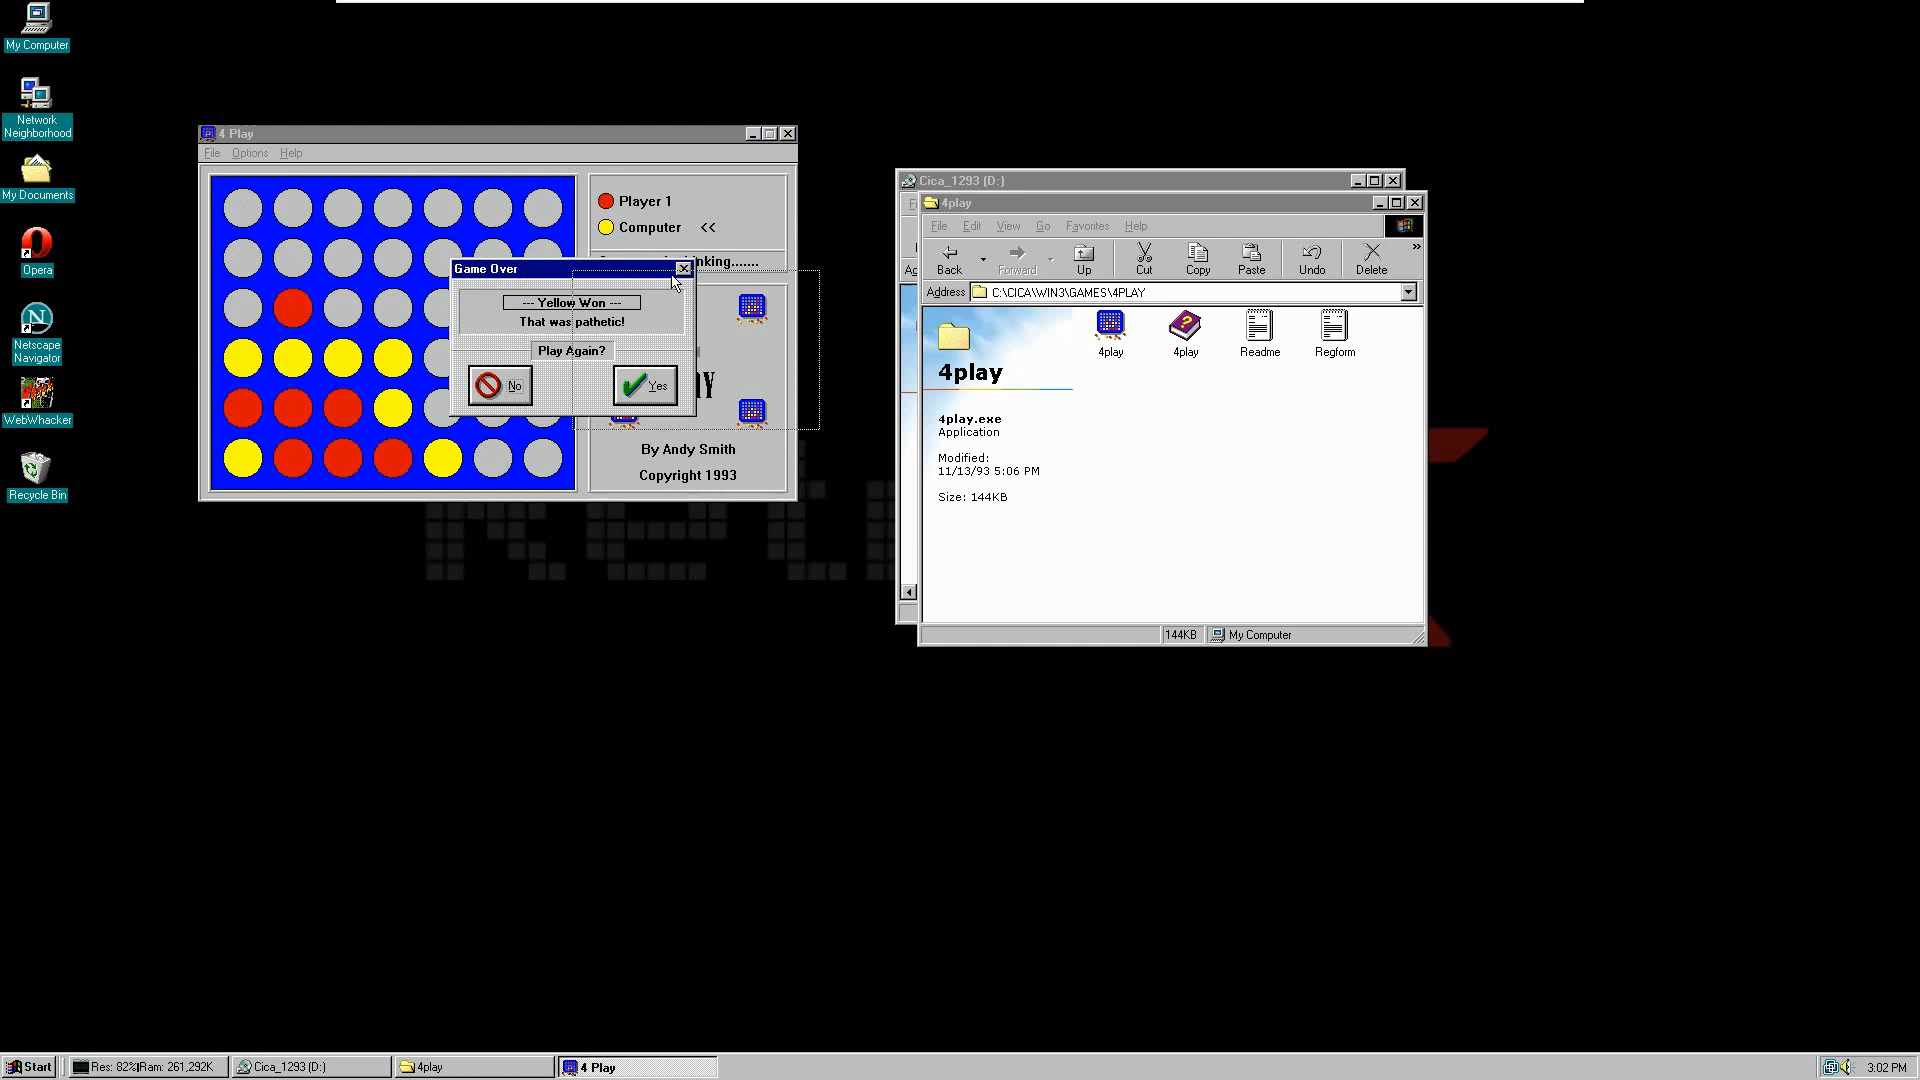 My Computer
Network
Neighborhood
My Documents
Opera
Netscape
Navigator
WebWhacker
Recycle Bin
4 Play
File Options Help
Player 1
Computer <<
nking.......
By Andy Smith
Copyright 1993
Game Over
--- Yellow Won ---
That was pathetic!
Play Again?
No
Yes
Cica_1293 (D:)
4play
File Edit View Go Favorites Help
Back Forward Up Cut Copy Paste Undo Delete
Address C:\CICA\WIN3\GAMES\4PLAY
4play
4play
Readme
Regform
4play
4play.exe
Application
Modified:
11/13/93 5:06 PM
Size: 144KB
144KB
My Computer
Start
Res: 82% Ram: 261,292K
Cica_1293 (D:)
4play
4 Play
3:02 PM